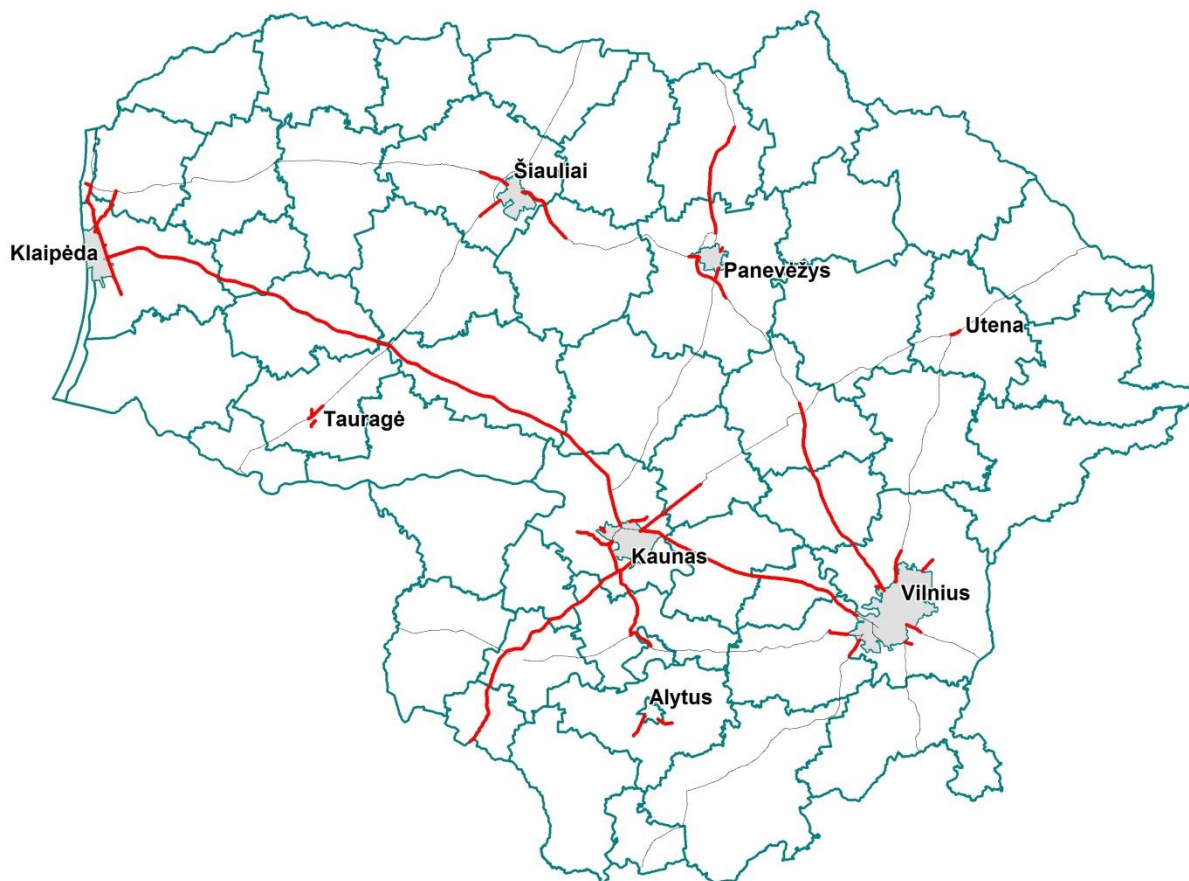 Šiauliai
Klaipėda
Panevėžys
Utena
Tauragė
Kaunas
Vilnius
Alytus